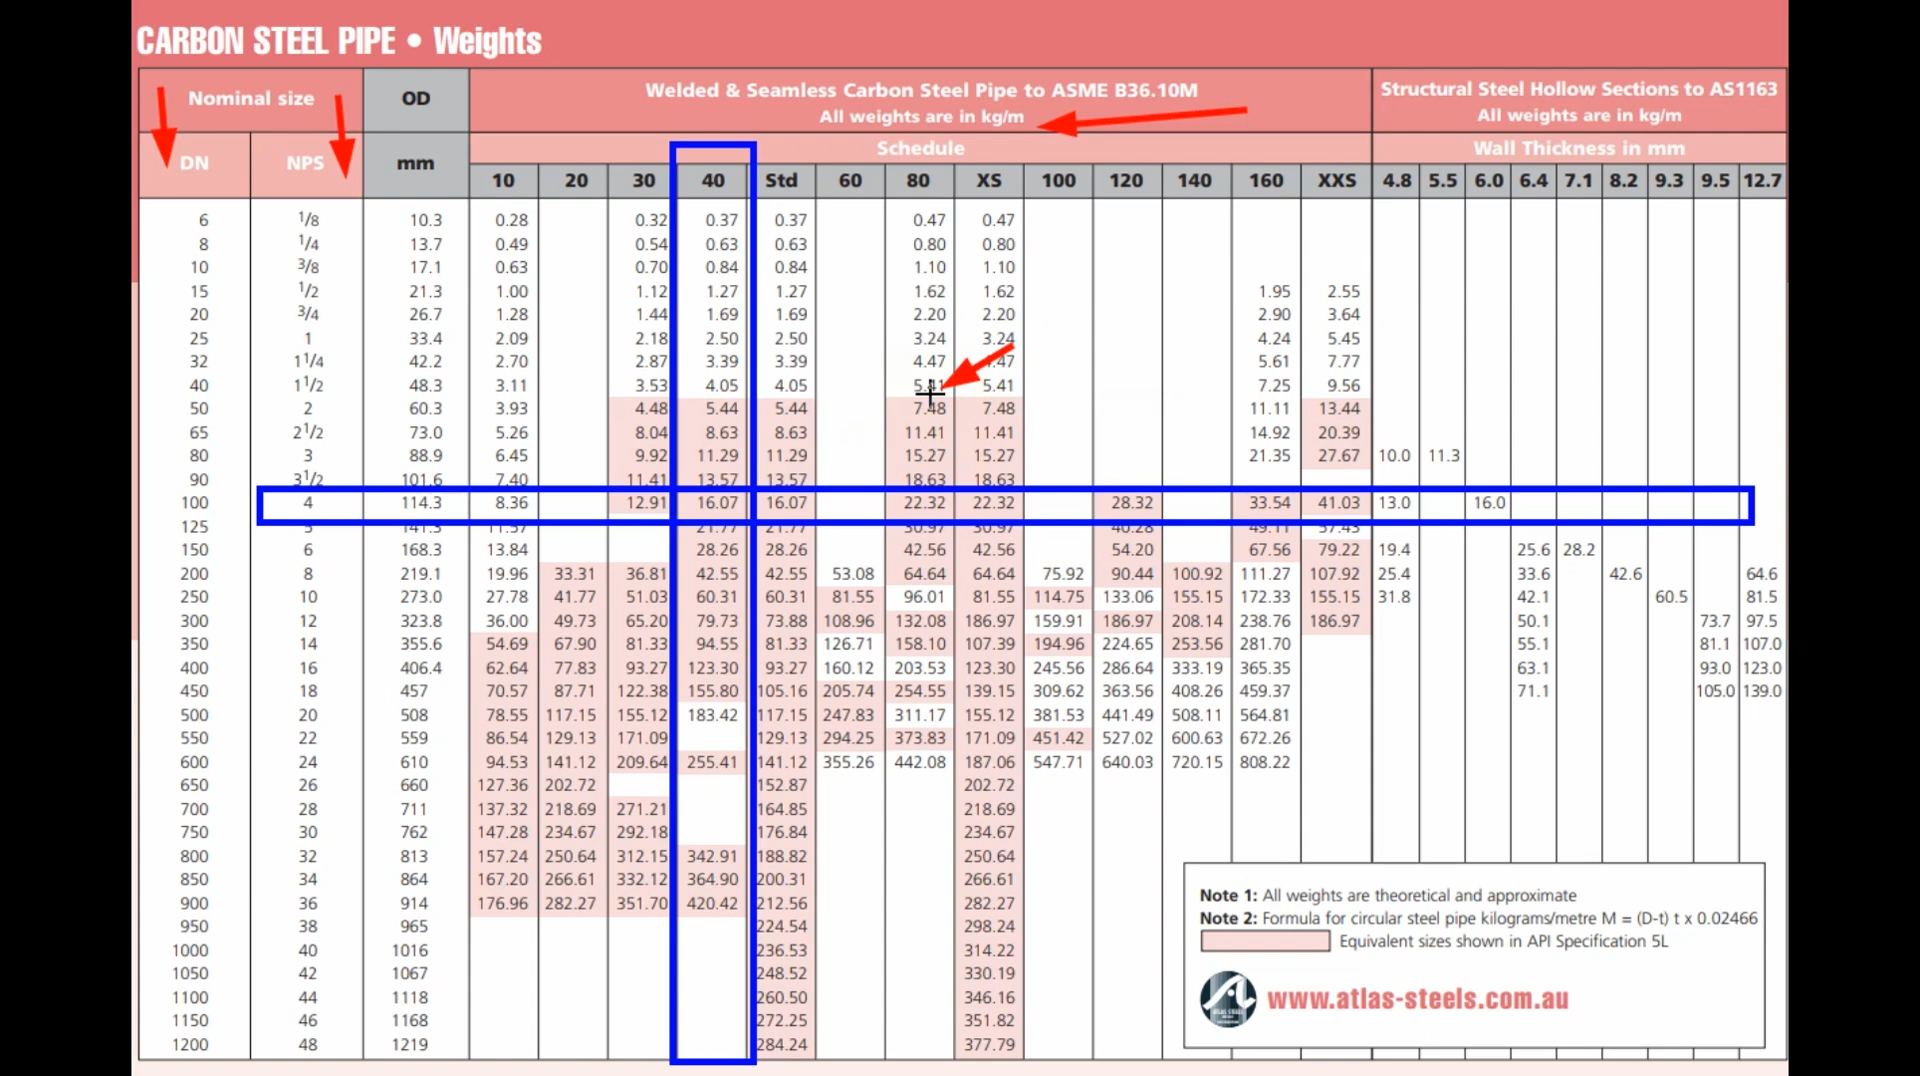 CARBON STEEL PIPE • Weights
Nominal size OD Welded & Seamless Carbon Steel Pipe to ASME B36.10M Structural Steel Hollow Sections to AS1163
All weights are in kg/m All weights are in kg/m
DN NPS mm Schedule Wall Thickness in mm
10 20 30 40 Std 60 80 XS 100 120 140 160 XXS 4.8 5.5 6.0 6.4 7.1 8.2 9.3 9.5 12.7
6 1/8 10.3 0.28 0.32 0.37 0.37 0.47 0.47
8 1/4 13.7 0.49 0.54 0.63 0.63 0.80 0.80
10 3/8 17.1 0.63 0.70 0.84 0.84 1.10 1.10
15 1/2 21.3 1.00 1.12 1.27 1.27 1.62 1.62 1.95 2.55
20 3/4 26.7 1.28 1.44 1.69 1.69 2.20 2.20 2.90 3.64
25 1 33.4 2.09 2.18 2.50 2.50 3.24 3.24 4.24 5.45
32 1 1/4 42.2 2.70 2.87 3.39 3.39 4.47 4.47 5.61 7.77
40 1 1/2 48.3 3.11 3.53 4.05 4.05 5.41 5.41 7.25 9.56
50 2 60.3 3.93 4.48 5.44 5.44 7.48 7.48 11.11 13.44
65 2 1/2 73.0 5.26 8.04 8.63 8.63 11.41 11.41 14.92 20.39
80 3 88.9 6.45 9.92 11.29 11.29 15.27 15.27 21.35 27.67 10.0 11.3
90 3 1/2 101.6 7.40 11.41 13.57 13.57 18.63 18.63
100 4 114.3 8.36 12.91 16.07 16.07 22.32 22.32 28.32 33.54 41.03 13.0 16.0
125 5 141.3 11.57 21.77 21.77 30.97 30.97 40.28 49.11 57.43
150 6 168.3 13.84 28.26 28.26 42.56 42.56 54.20 67.56 79.22 19.4 25.6 28.2
200 8 219.1 19.96 33.31 36.81 42.55 42.55 53.08 64.64 64.64 75.92 90.44 100.92 111.27 107.92 25.4 33.6 42.6 64.6
250 10 273.0 27.78 41.77 51.03 60.31 60.31 81.55 96.01 81.55 114.75 133.06 155.15 172.33 155.15 31.8 42.1 60.5 81.5
300 12 323.8 36.00 49.73 65.20 79.73 73.88 108.96 132.08 186.97 159.91 186.97 208.14 238.76 186.97 50.1 73.7 97.5
350 14 355.6 54.69 67.90 81.33 94.55 81.33 126.71 158.10 107.39 194.96 224.65 253.56 281.70 55.1 81.1 107.0
400 16 406.4 62.64 77.83 93.27 123.30 93.27 160.12 203.53 123.30 245.56 286.64 333.19 365.35 63.1 93.0 123.0
450 18 457 70.57 87.71 122.38 155.80 105.16 205.74 254.55 139.15 309.62 363.56 408.26 459.37 71.1 105.0 139.0
500 20 508 78.55 117.15 155.12 183.42 117.15 247.83 311.17 155.12 381.53 441.49 508.11 564.81
550 22 559 86.54 129.13 171.09 129.13 294.25 373.83 171.09 451.42 527.02 600.63 672.26
600 24 610 94.53 141.12 209.64 255.41 141.12 355.26 442.08 187.06 547.71 640.03 720.15 808.22
650 26 660 127.36 202.72 152.87 202.72
700 28 711 137.32 218.69 271.21 164.85 218.69
750 30 762 147.28 234.67 292.18 176.84 234.67
800 32 813 157.24 250.64 312.15 342.91 188.82 250.64
850 34 864 167.20 266.61 332.12 364.90 200.31 266.61
900 36 914 176.96 282.27 351.70 420.42 212.56 282.27
950 38 965 224.54 298.24
1000 40 1016 236.53 314.22
1050 42 1067 248.52 330.19
1100 44 1118 260.50 346.16
1150 46 1168 272.25 351.82
1200 48 1219 284.24 377.79
Note 1: All weights are theoretical and approximate
Note 2: Formula for circular steel pipe kilograms/metre M = (D-t) t x 0.02466
Equivalent sizes shown in API Specification 5L
www.atlas-steels.com.au